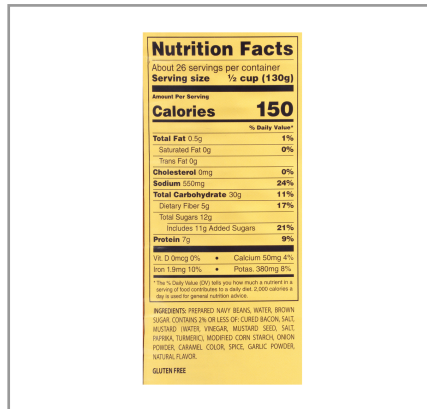 Nutrition Facts
About 26 servings per container
Serving size ½ cup (130g)
Amount Per Serving
Calories 150
% Daily Value*
Total Fat 0.5g 1%
Saturated Fat 0g 0%
Trans Fat 0g
Cholesterol 0mg 0%
Sodium 550mg 24%
Total Carbohydrate 30g 11%
Dietary Fiber 5g 17%
Total Sugars 12g
Includes 11g Added Sugars 21%
Protein 7g 9%
Vit. D 0mcg 0% • Calcium 50mg 4%
Iron 1.9mg 10% • Potas. 380mg 8%
* The % Daily Value (DV) tells you how much a nutrient in a
serving of food contributes to a daily diet. 2,000 calories a
day is used for general nutrition advice.
INGREDIENTS: PREPARED NAVY BEANS, WATER, BROWN
SUGAR. CONTAINS 2% OR LESS OF: CURED BACON, SALT,
MUSTARD (WATER, VINEGAR, MUSTARD SEED, SALT,
PAPRIKA, TURMERIC), MODIFIED CORN STARCH, ONION
POWDER, CARAMEL COLOR, SPICE, GARLIC POWDER,
NATURAL FLAVOR.
GLUTEN FREE